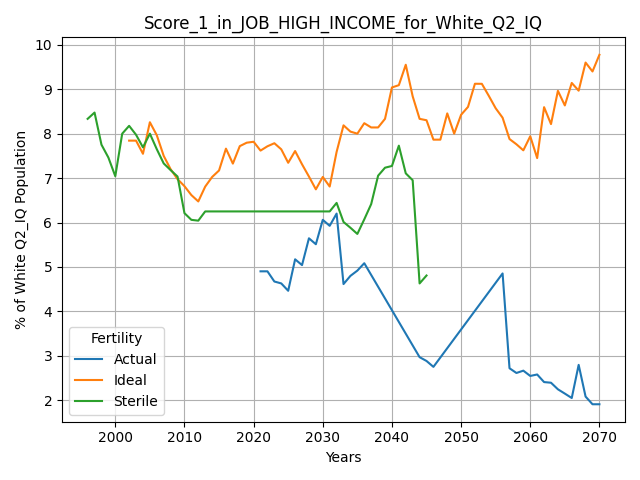 Score_1_in_JOB_HIGH_INCOME_for_White_Q2_IQ
% of White Q2_IQ Population
10
9
8
7
6
5
4
3
2
Fertility
Actual
Ideal
Sterile
2000 2010 2020 2030 2040 2050 2060 2070
Years